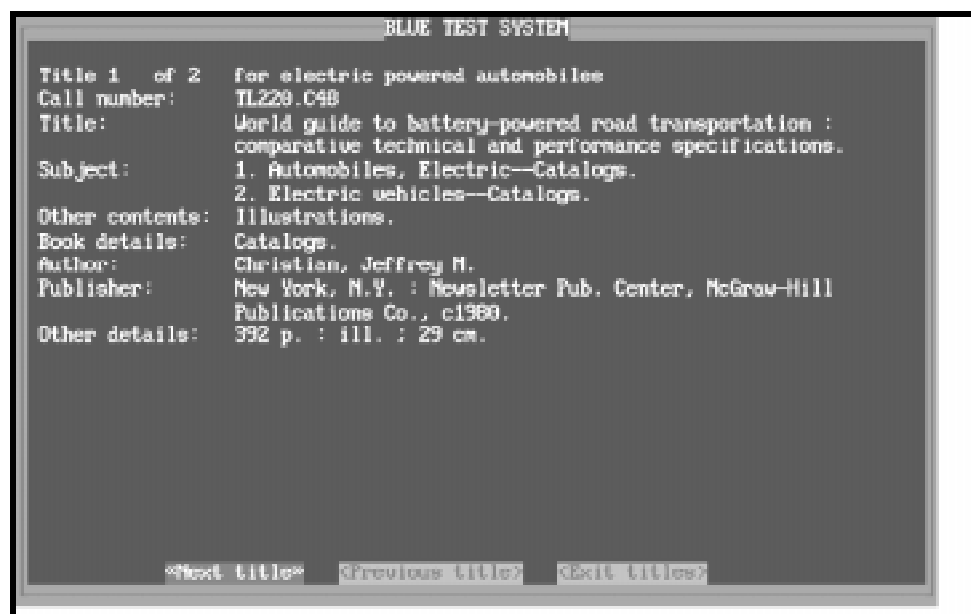 BLUE TEST SYSTEM
Title 1 of 2 for electric powered automobiles
Call number: TL220.C48
Title: World guide to battery-powered road transportation :
comparative technical and performance specifications.
Subject: 1. Automobiles, Electric--Catalogs.
2. Electric vehicles--Catalogs.
Other contents: Illustrations.
Book details: Catalogs.
Author: Christian, Jeffrey M.
Publisher: New York, N.Y. : Newsletter Pub. Center, McGraw-Hill
Publications Co., c1980.
Other details: 392 p. : ill. ; 29 cm.
«Next title» <Previous title> <Exit titles>